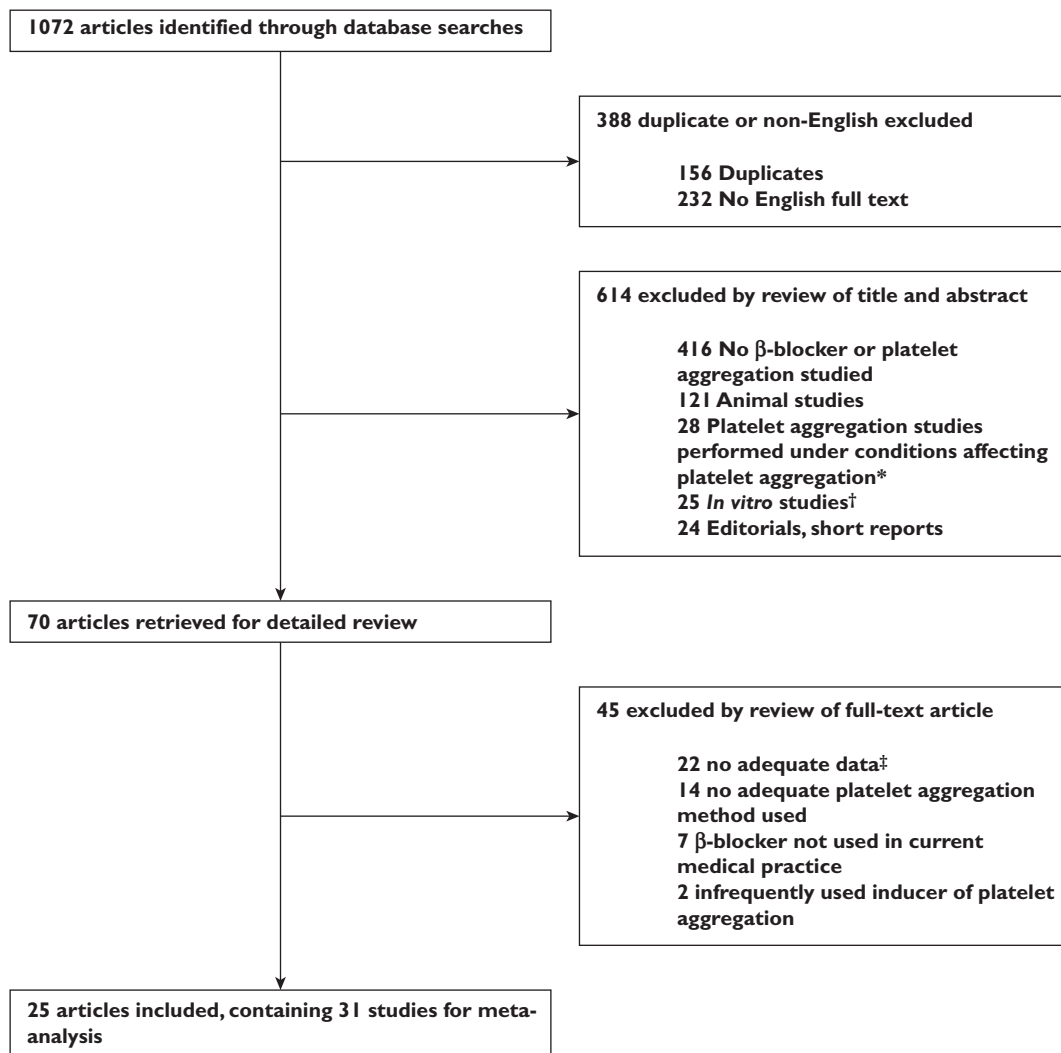 1072 articles identified through database searches
388 duplicate or non-English excluded
156 Duplicates
232 No English full text
614 excluded by review of title and abstract
416 No β-blocker or platelet
aggregation studied
121 Animal studies
28 Platelet aggregation studies
performed under conditions affecting
platelet aggregation*
25 In vitro studies†
24 Editorials, short reports
70 articles retrieved for detailed review
45 excluded by review of full-text article
22 no adequate data‡
14 no adequate platelet aggregation
method used
7 β-blocker not used in current
medical practice
2 infrequently used inducer of platelet
aggregation
25 articles included, containing 31 studies for meta-
analysis